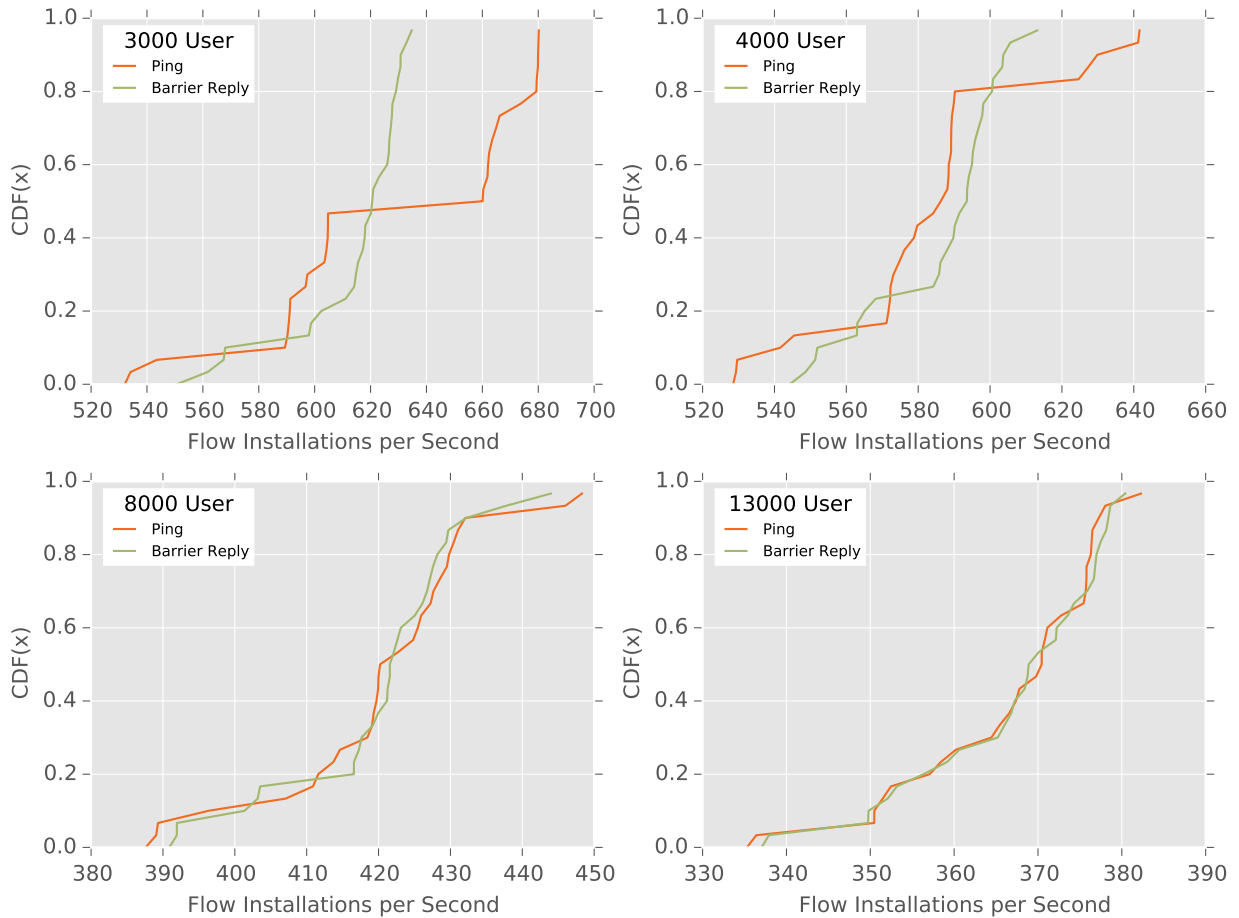 1.0
0.8
0.6
0.4
0.2
0.0
CDF(x)
3000 User
Ping
Barrier Reply
520 540 560 580 600 620 640 660 680 700
Flow Installations per Second
1.0
0.8
0.6
0.4
0.2
0.0
CDF(x)
4000 User
Ping
Barrier Reply
520 540 560 580 600 620 640 660
Flow Installations per Second
1.0
0.8
0.6
0.4
0.2
0.0
CDF(x)
8000 User
Ping
Barrier Reply
380 390 400 410 420 430 440 450
Flow Installations per Second
1.0
0.8
0.6
0.4
0.2
0.0
CDF(x)
13000 User
Ping
Barrier Reply
330 340 350 360 370 380 390
Flow Installations per Second